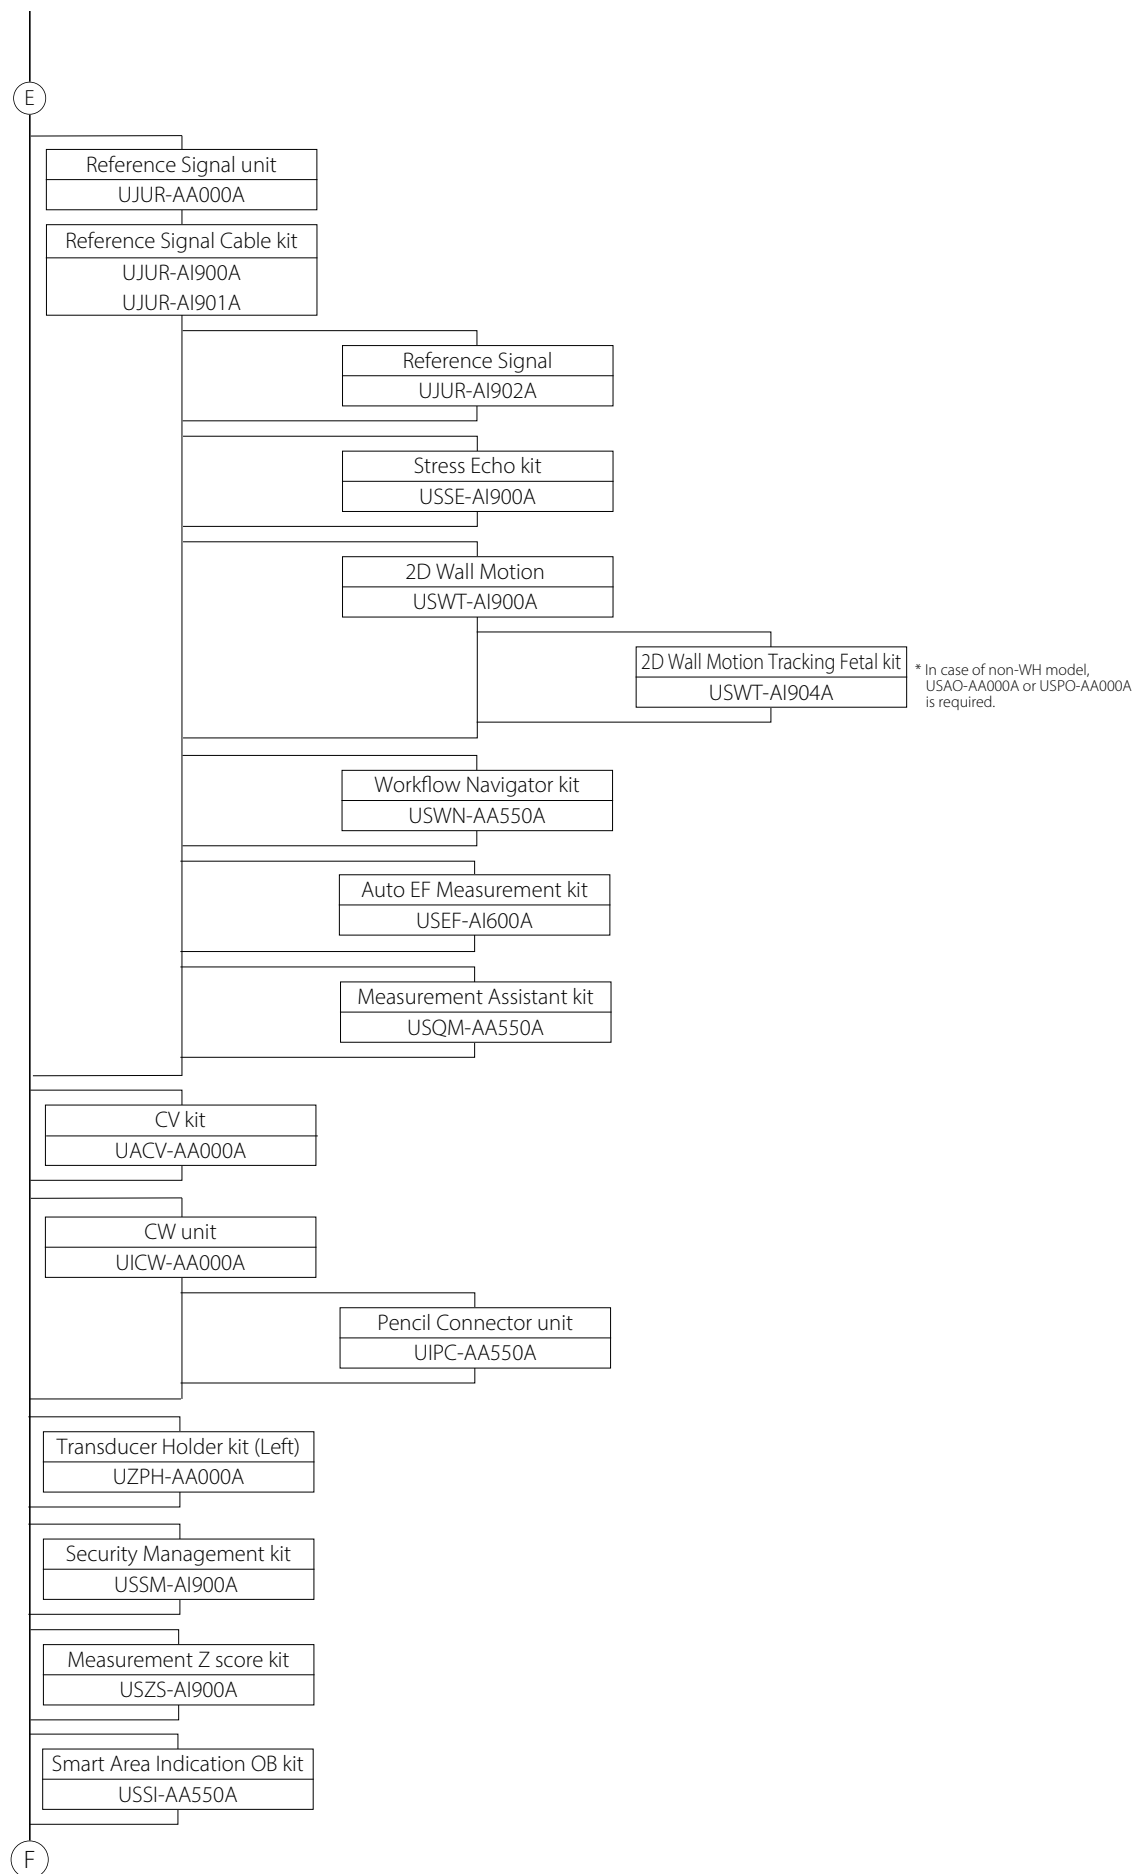 E
Reference Signal unit
UJUR-AA000A
Reference Signal Cable kit
UJUR-AI900A
UJUR-AI901A
Reference Signal
UJUR-AI902A
Stress Echo kit
USSE-AI900A
2D Wall Motion
USWT-AI900A
2D Wall Motion Tracking Fetal kit
USWT-AI904A
* In case of non-WH model,
USAO-AA000A or USPO-AA000A
is required.
Workflow Navigator kit
USWN-AA550A
Auto EF Measurement kit
USEF-AI600A
Measurement Assistant kit
USQM-AA550A
CV kit
UACV-AA000A
CW unit
UICW-AA000A
Pencil Connector unit
UIPC-AA550A
Transducer Holder kit (Left)
UZPH-AA000A
Security Management kit
USSM-AI900A
Measurement Z score kit
USZS-AI900A
Smart Area Indication OB kit
USSI-AA550A
F